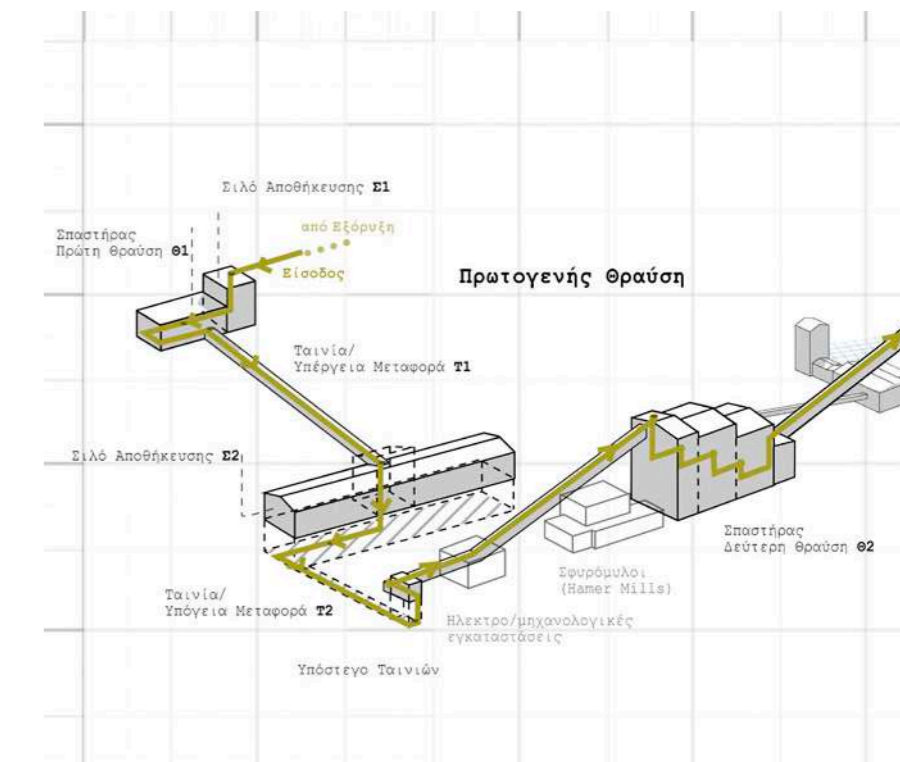 Σιλό Αποθήκευσης Σ1
από Εξόρυξη
Σπαστήρας
Πρώτη Θραύση Θ1
Είσοδος
Πρωτογενής Θραύση
Ταινία/
Υπέργεια Μεταφορά Τ1
Σιλό Αποθήκευσης Σ2
Σπαστήρας
Δεύτερη Θραύση Θ2
Σφυρόμυλοι
(Hamer Mills)
Ταινία/
Υπόγεια Μεταφορά Τ2
Ηλεκτρο/μηχανολογικές
εγκαταστάσεις
Υπόστεγο Ταινιών